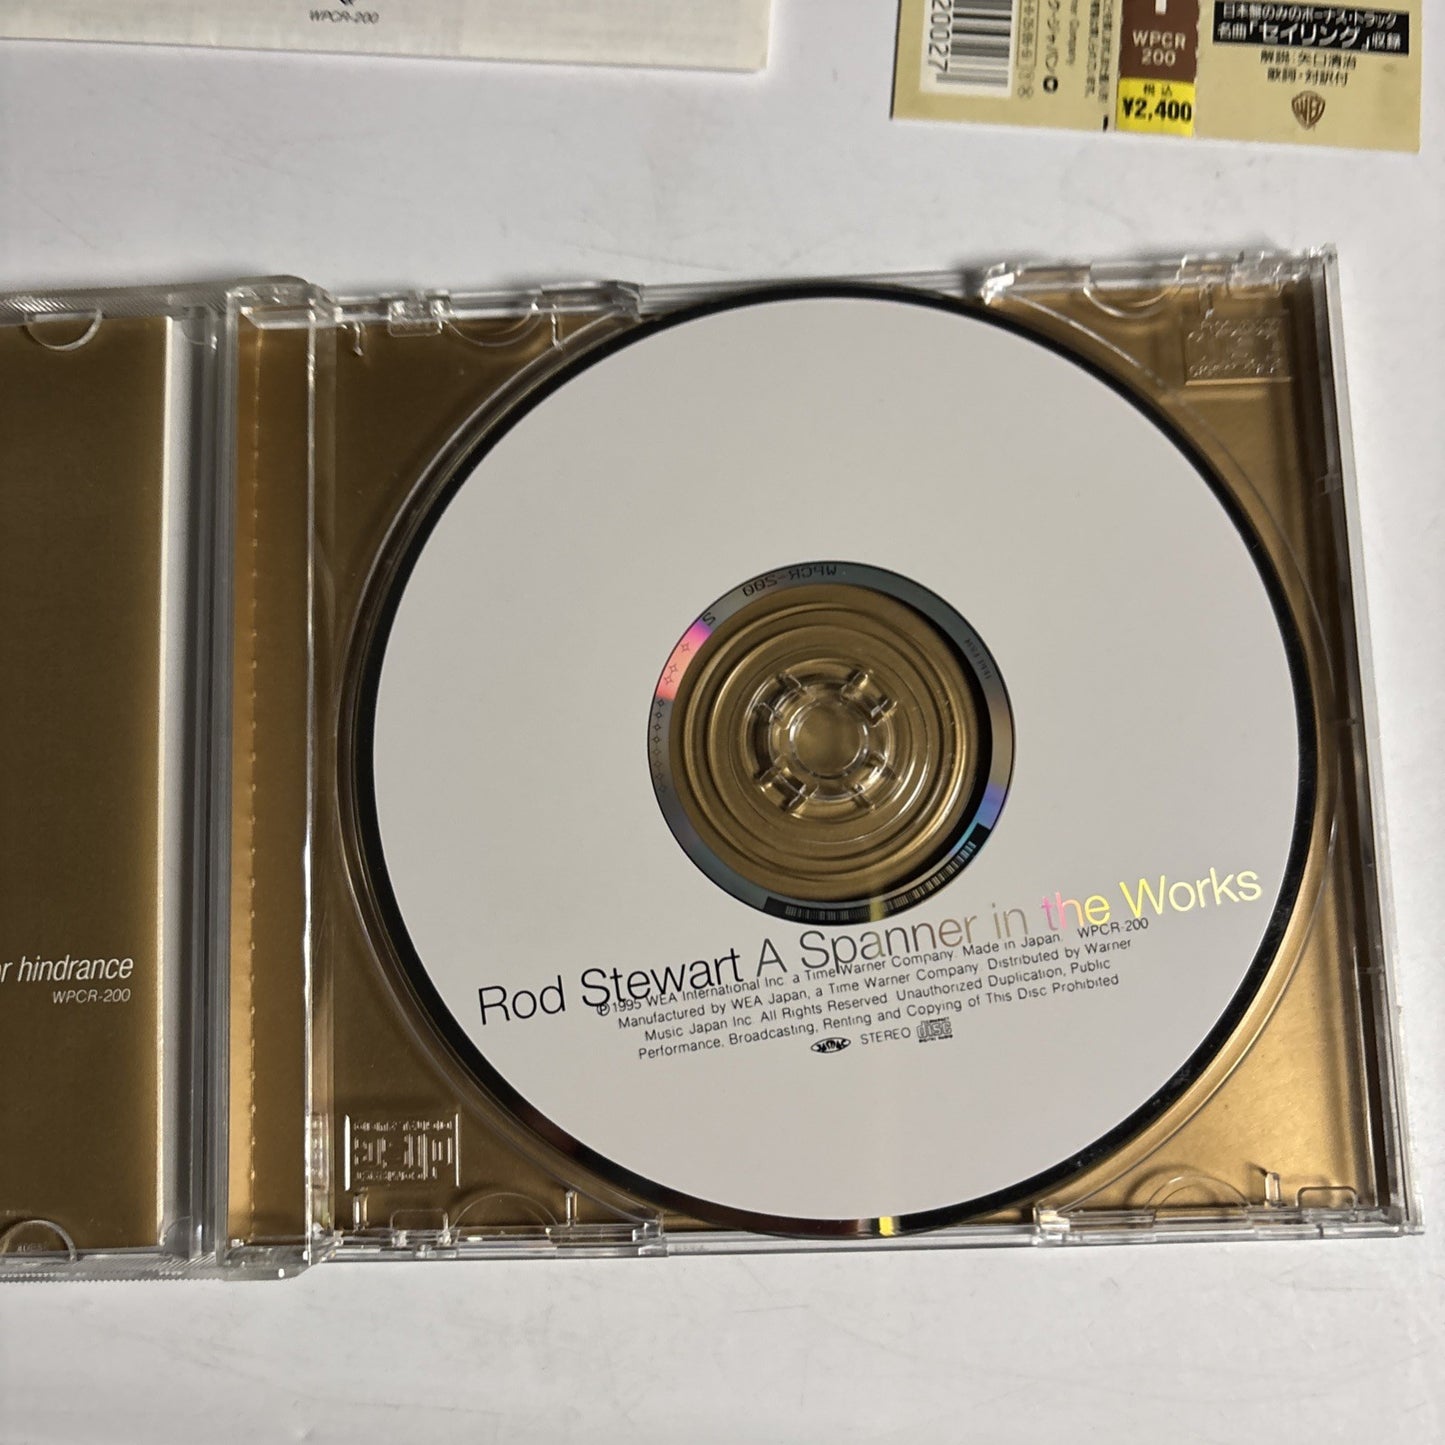 WPCR-200
20027
WPCR
200
税込
¥2,400
日本盤のみのボーナス・トラック
名曲「セイリング」収録
解説:矢口清治
歌詞・対訳付
WPCR-200
r hindrance
WPCR-200
Rod Stewart A Spanner in the Works
℗1995 WEA International Inc. a Time Warner Company. Made in Japan. WPCR-200
Manufactured by WEA Japan, a Time Warner Company. Distributed by Warner
Music Japan Inc. All Rights Reserved. Unauthorized Duplication, Public
Performance, Broadcasting, Renting and Copying of This Disc Prohibited
STEREO